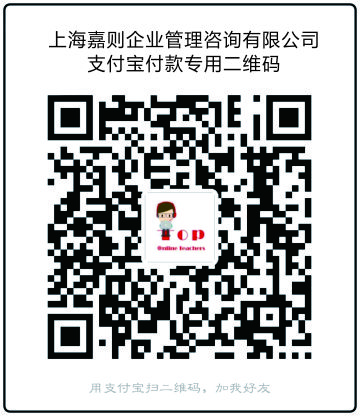 上海嘉则企业管理咨询有限公司
支付宝付款专用二维码
TOP
Online Teachers
用支付宝扫二维码，加我好友